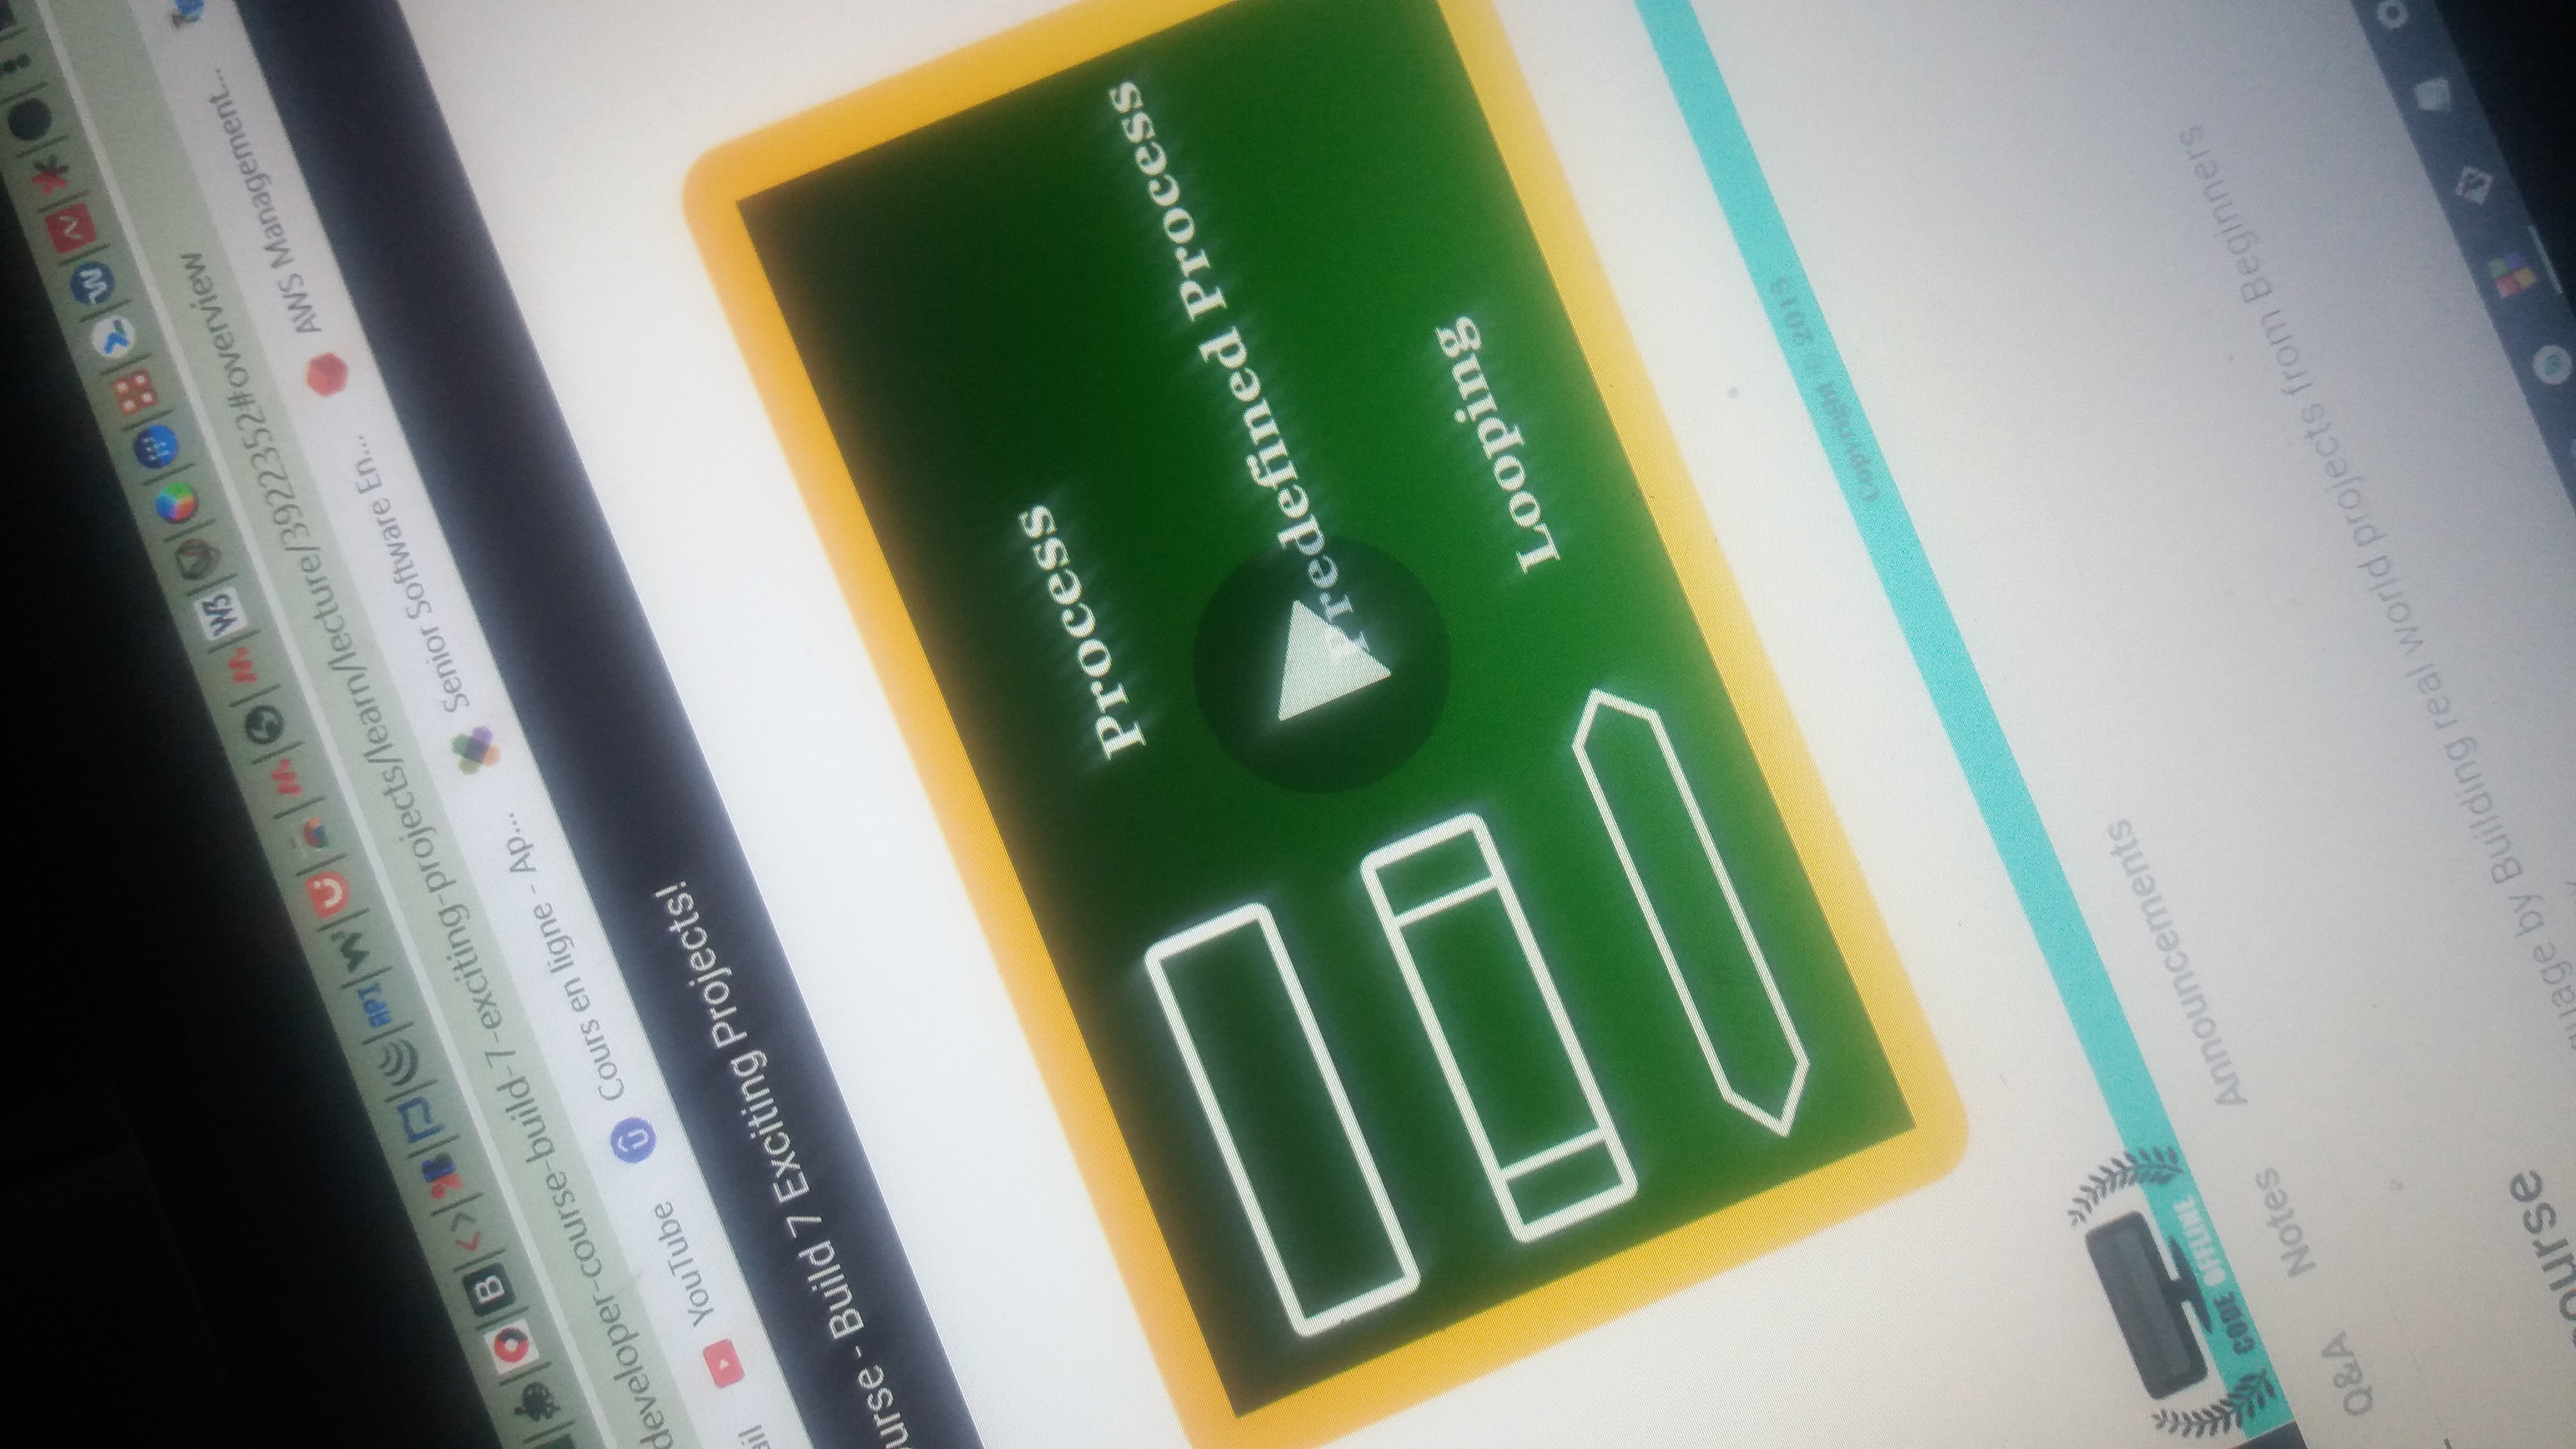 API
W3
W
B
developer-course-build-7-exciting-projects/learn/lecture/3922352#overview
ail YouTube Cours en ligne - Ap... Senior Software En... AWS Management...
urse - Build 7 Exciting Projects!
Process
Predefined Process
Looping
Copyright © 2015
CODE OFFLINE
Q&A Notes Announcements
ourse
guage by Building real world projects from Beginners